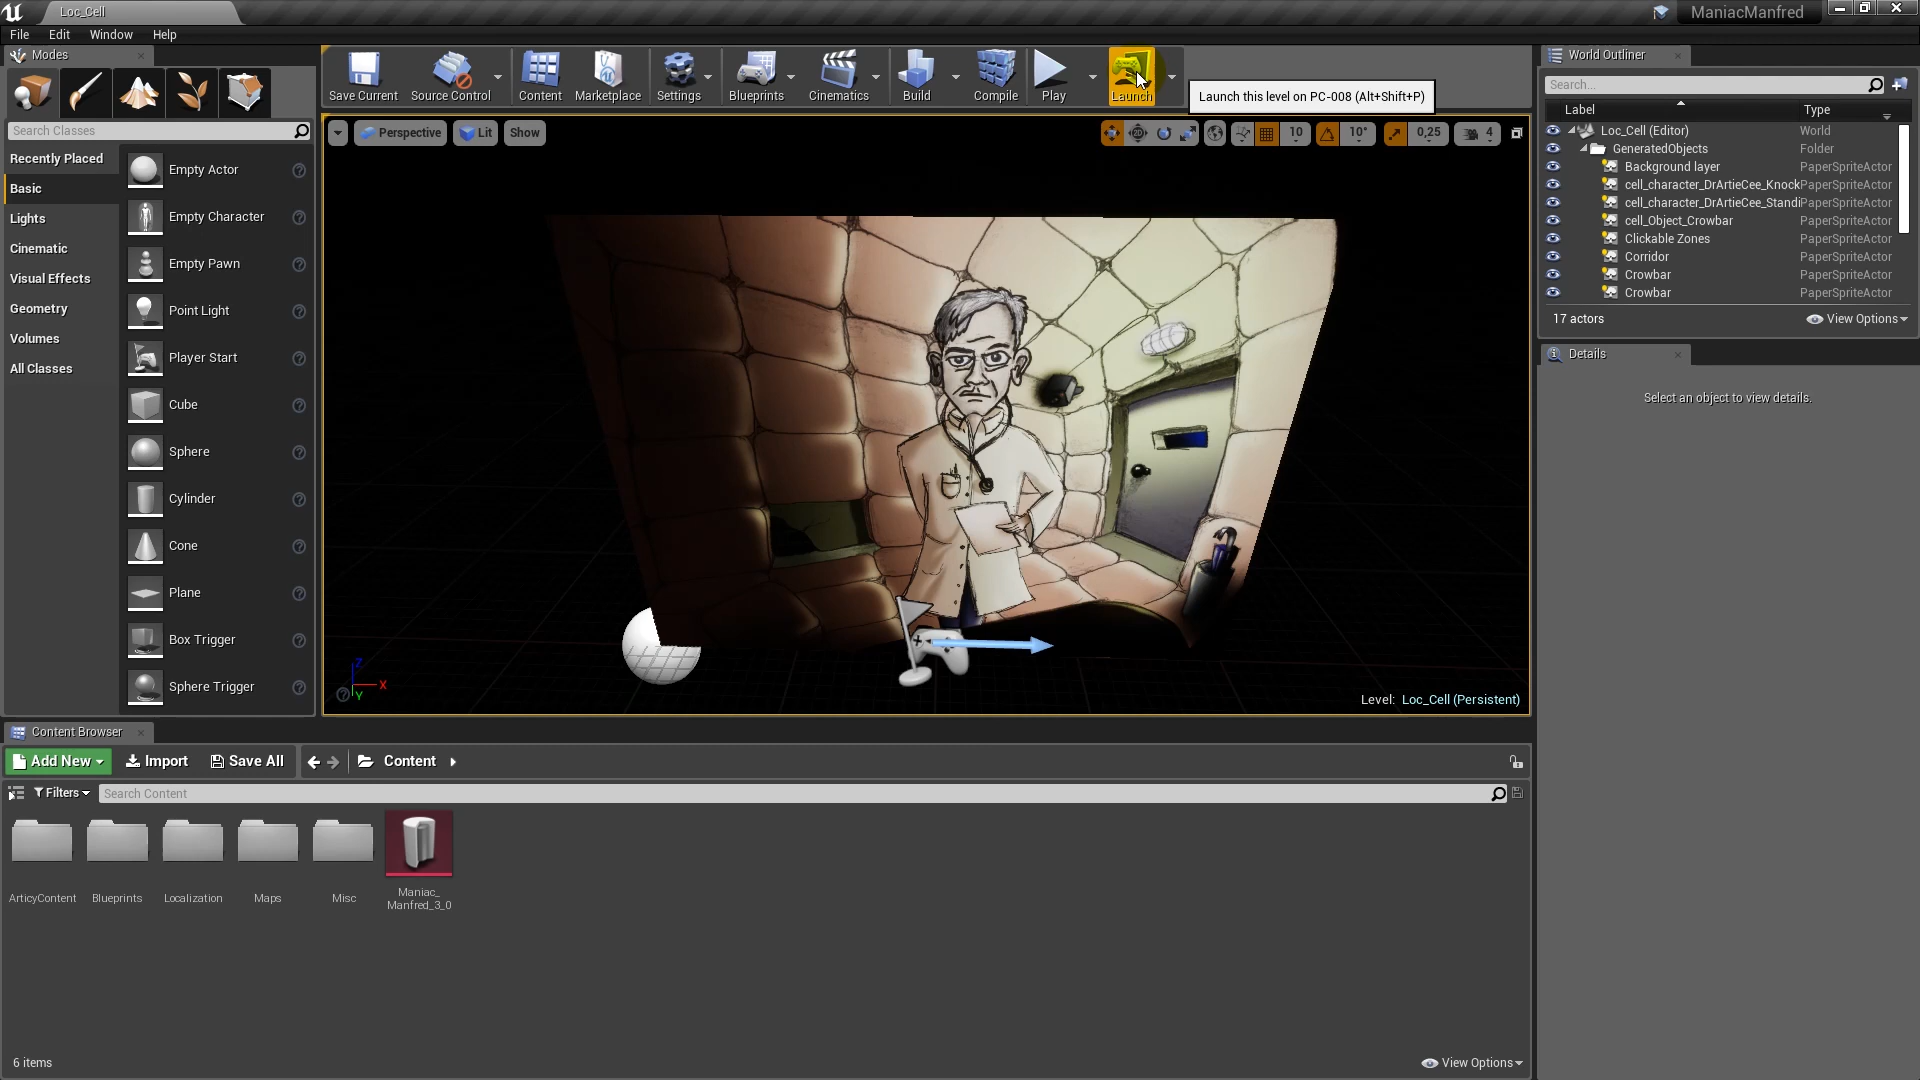 Loc_Cell
ManiacManfred
File Edit Window Help
Modes
Search Classes
Recently Placed
Basic
Lights
Cinematic
Visual Effects
Geometry
Volumes
All Classes
Empty Actor
Empty Character
Empty Pawn
Point Light
Player Start
Cube
Sphere
Cylinder
Cone
Plane
Box Trigger
Sphere Trigger
Save Current
Source Control
Content
Marketplace
Settings
Blueprints
Cinematics
Build
Compile
Play
Launch
Launch this level on PC-008 (Alt+Shift+P)
Perspective
Lit
Show
10
10°
0,25
4
Z
X
Y
Level: Loc_Cell (Persistent)
World Outliner
Search...
Label Type
Loc_Cell (Editor) World
GeneratedObjects Folder
Background layer PaperSpriteActor
cell_character_DrArtieCee_Knock PaperSpriteActor
cell_character_DrArtieCee_Standi PaperSpriteActor
cell_Object_Crowbar PaperSpriteActor
Clickable Zones PaperSpriteActor
Corridor PaperSpriteActor
Crowbar PaperSpriteActor
Crowbar PaperSpriteActor
17 actors
View Options
Details
Select an object to view details.
Content Browser
Add New
Import
Save All
Content
Filters
Search Content
ArticyContent
Blueprints
Localization
Maps
Misc
Maniac_
Manfred_3_0
6 items
View Options